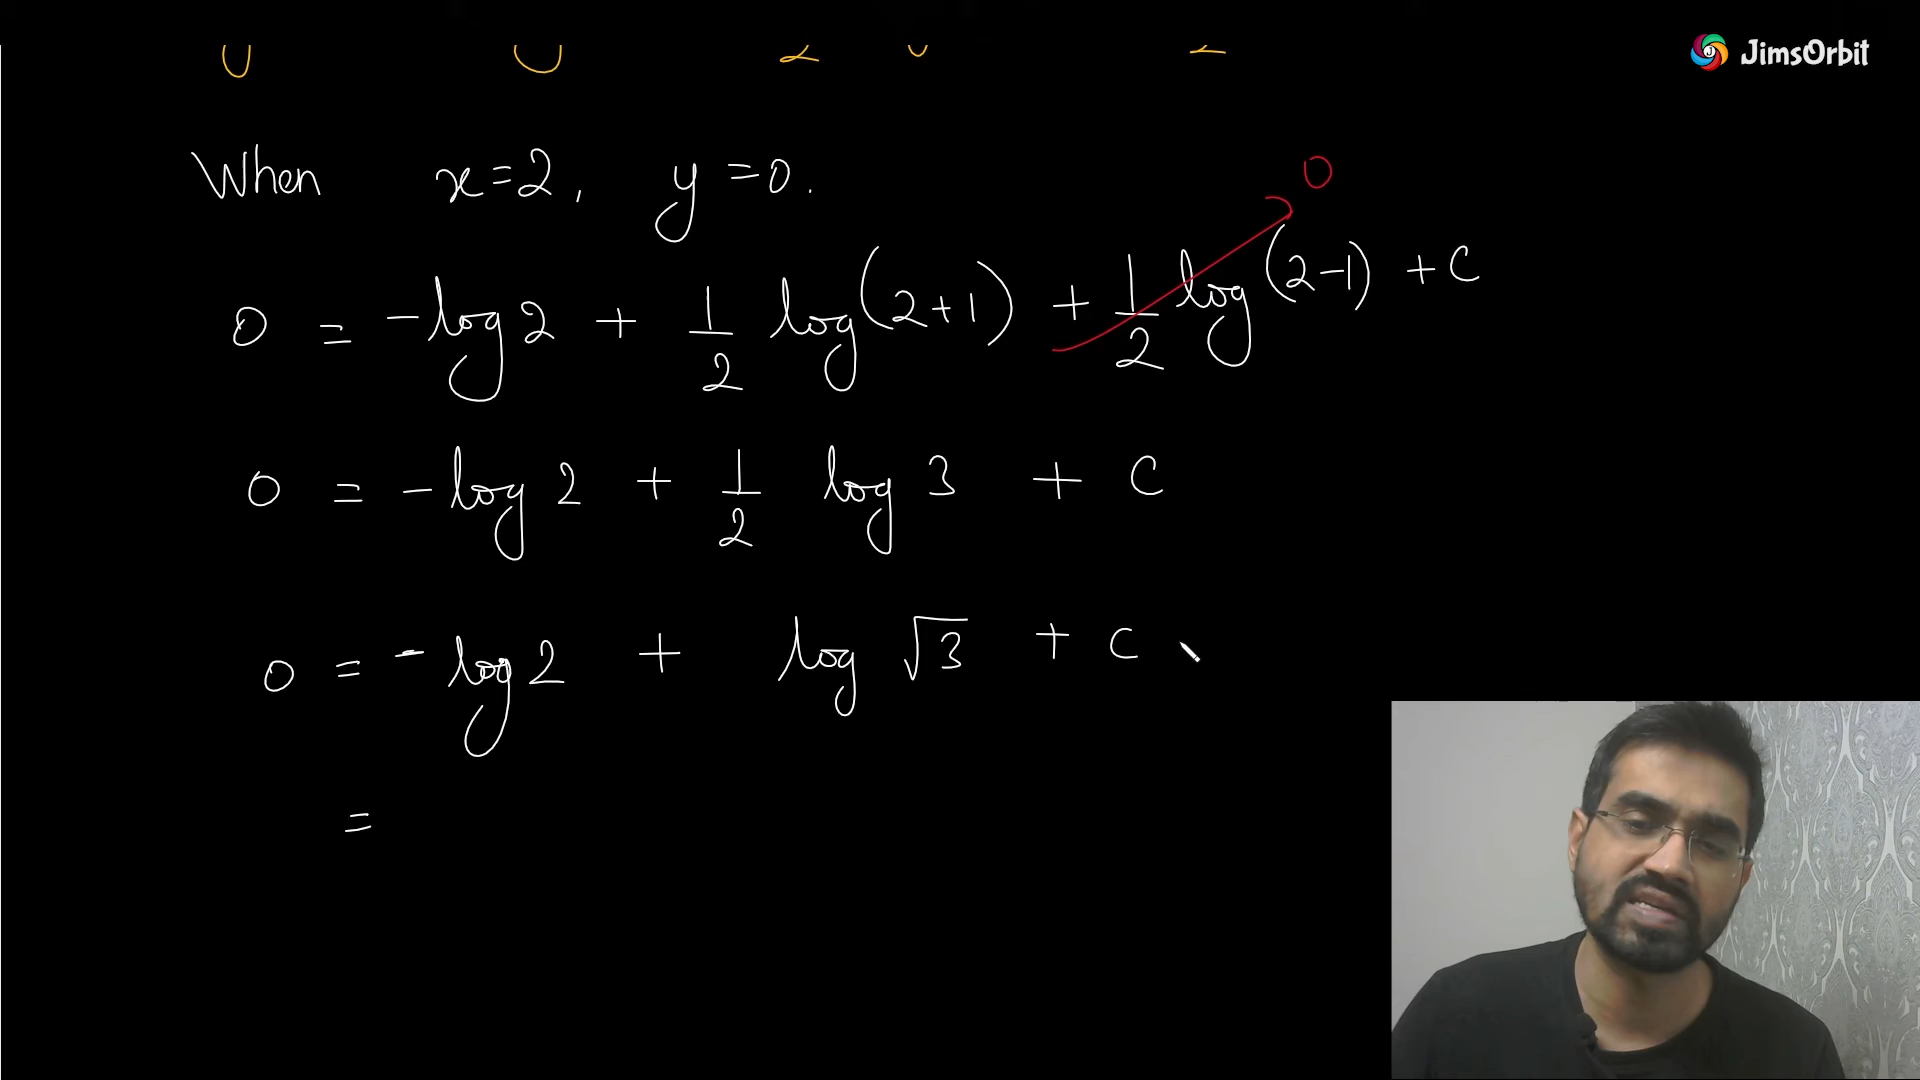 JimsOrbit
When x=2, y=0.
0
0 = -log 2 + 1/2 log(2+1) + 1/2 log(2-1) + C
0 = -log 2 + 1/2 log 3 + C
0 = -log 2 + log √3 + C
=